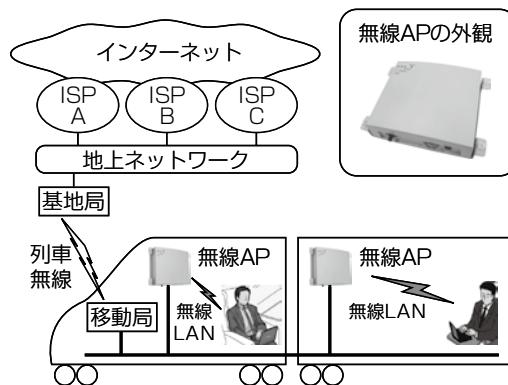 インターネット
ISP
A
ISP
B
ISP
C
地上ネットワーク
基地局
無線APの外観
列車
無線
移動局
無線AP
無線
LAN
無線AP
無線LAN